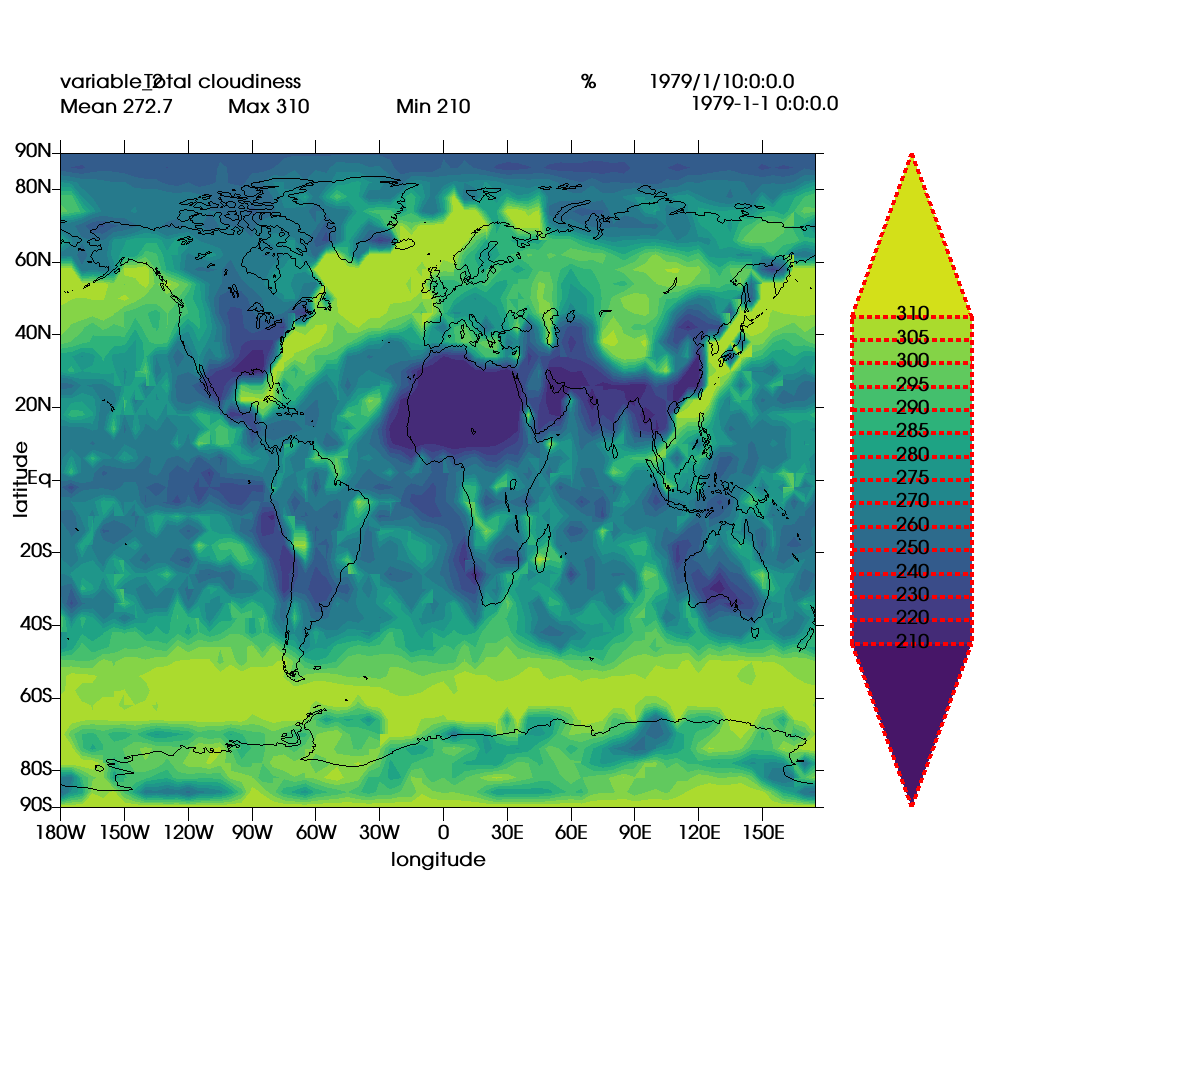 variable_2 Total cloudiness % 1979/1/10:0:0.0
Mean 272.7 Max 310 Min 210 1979-1-1 0:0:0.0
90N
80N
60N
40N
20N
Eq
20S
40S
60S
80S
90S
latitude
180W 150W 120W 90W 60W 30W 0 30E 60E 90E 120E 150E
longitude
310
305
300
295
290
285
280
275
270
260
250
240
230
220
210